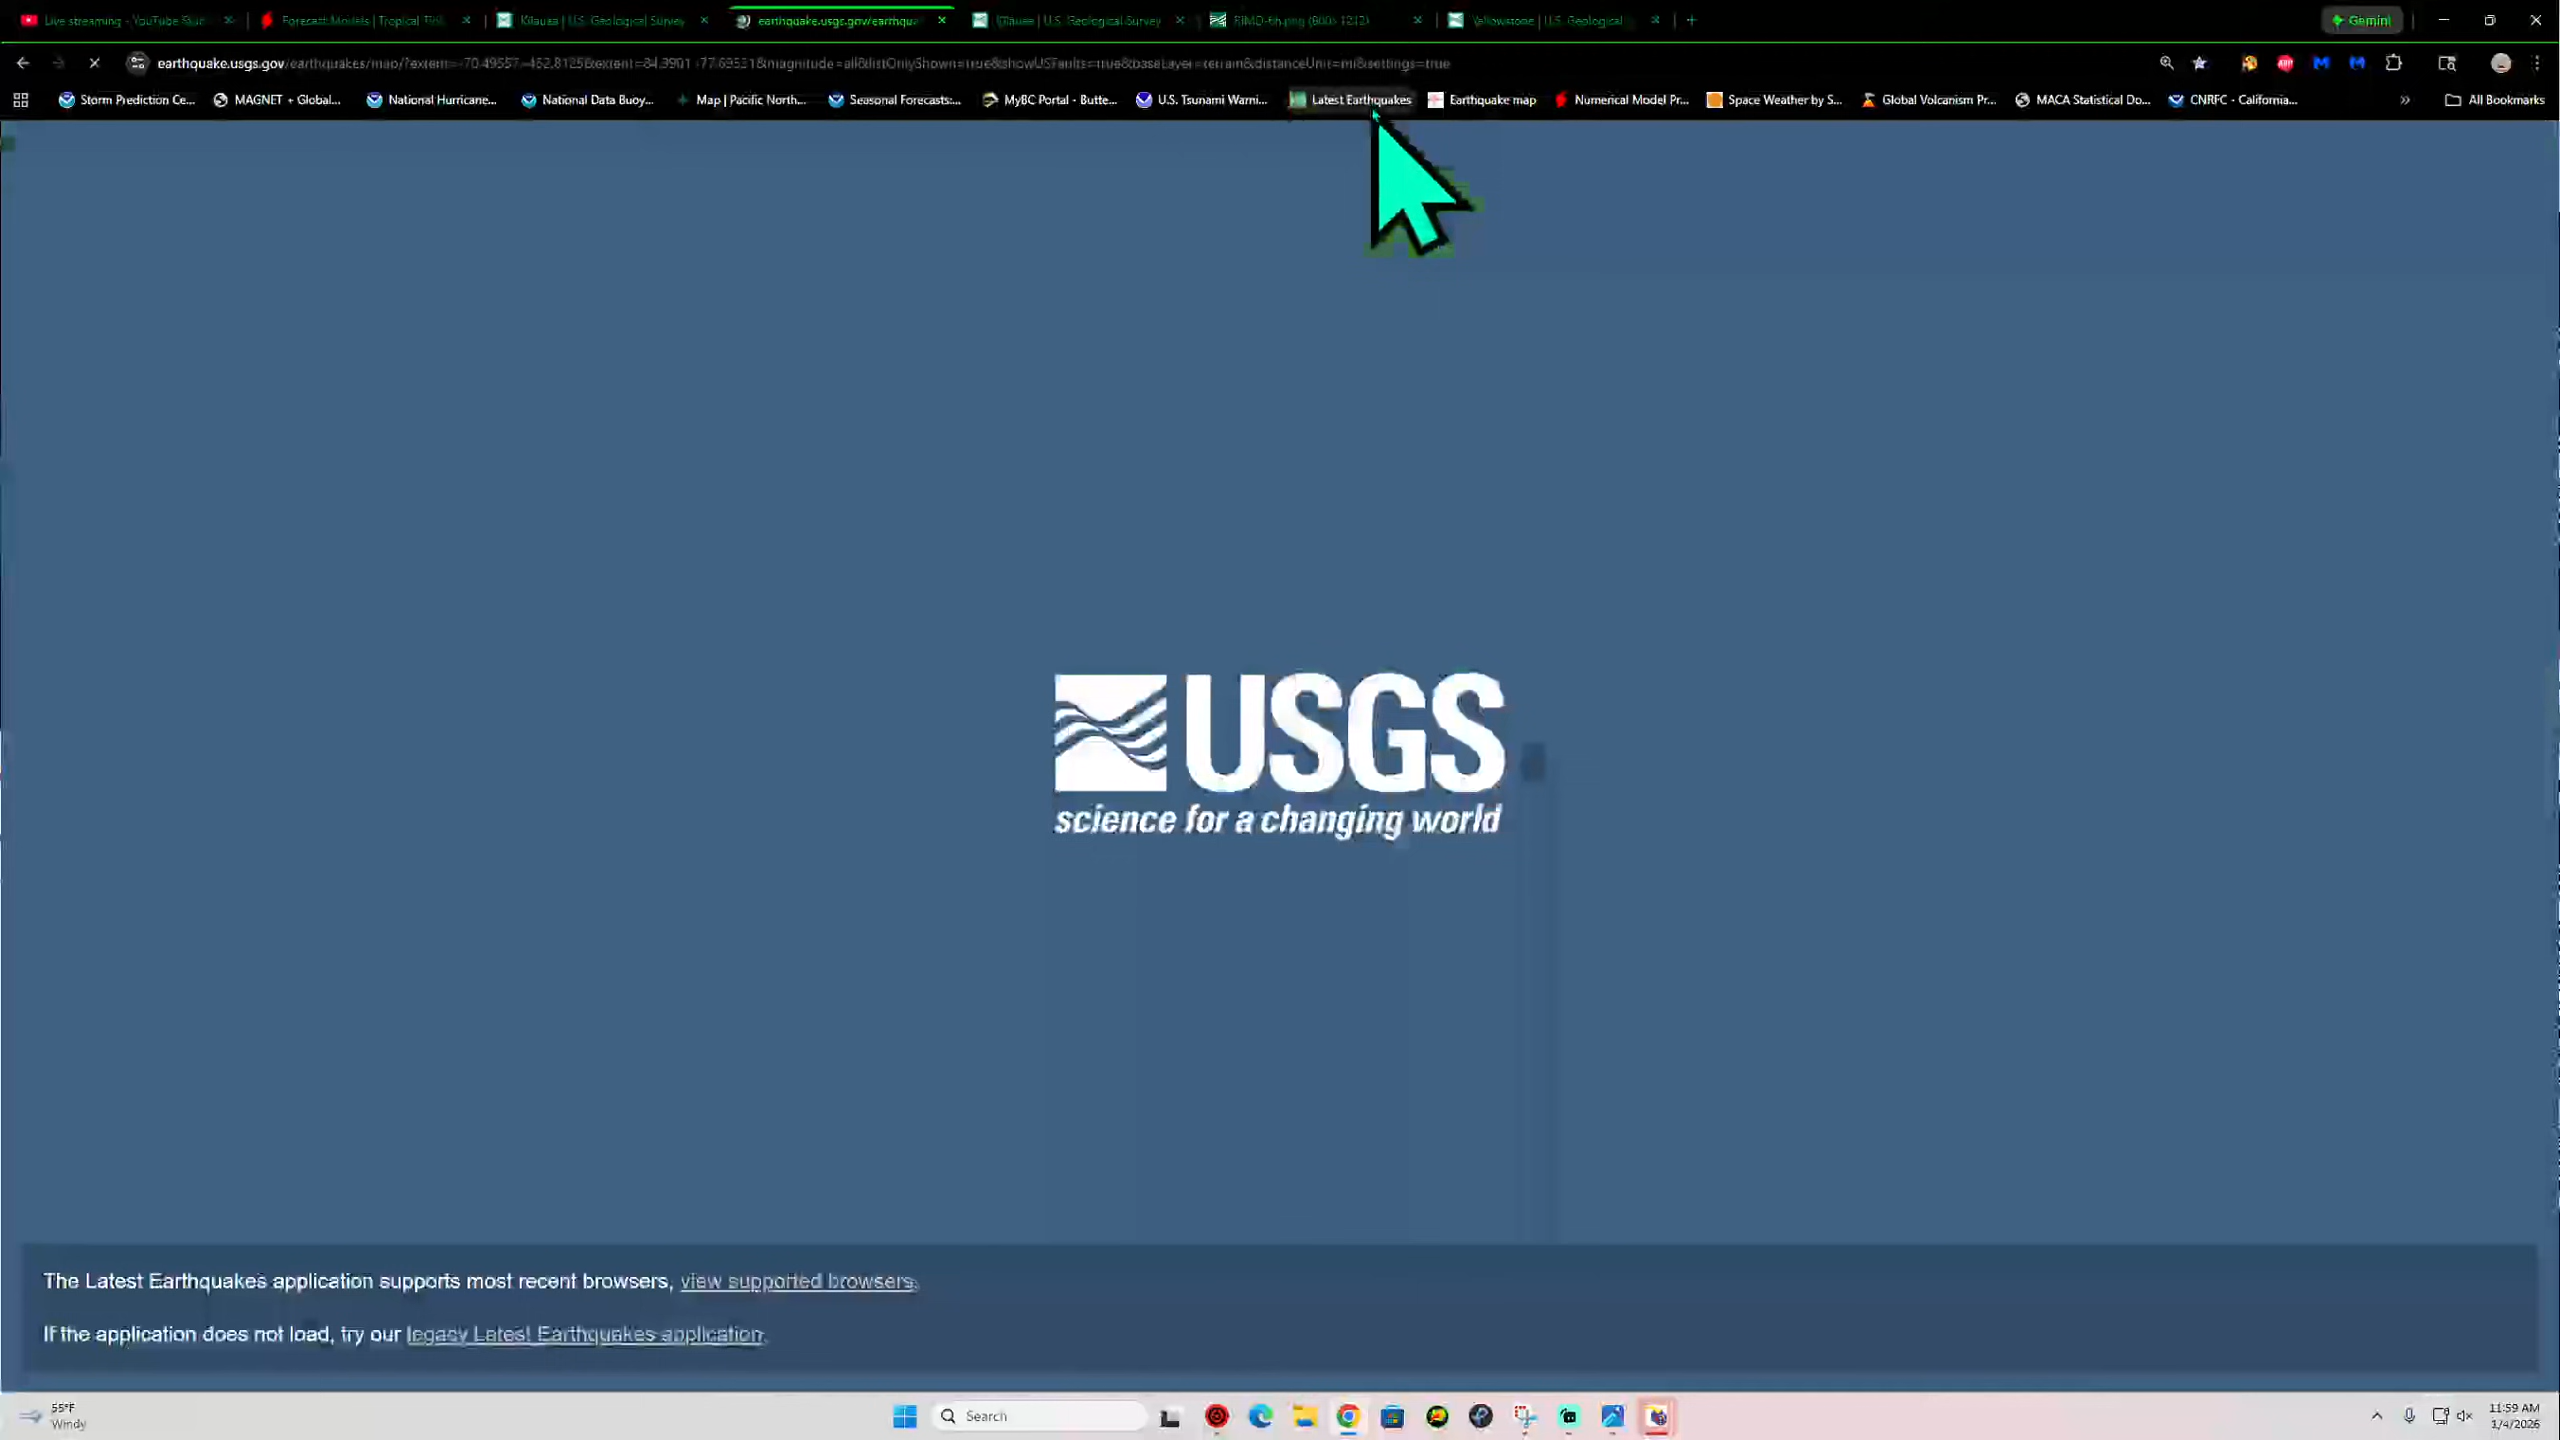 Live streaming - YouTube Stud
Forecast Models | Tropical Tid
Kilauea | U.S. Geological Survey
earthquake.usgs.gov/earthqua
Kilauea | U.S. Geological Survey
Yellowstone | U.S. Geological
Gemini
earthquake.usgs.gov
Storm Prediction Ce...
MAGNET + Global...
National Hurricane...
National Data Buoy...
Map | Pacific North...
Seasonal Forecasts:...
MyBC Portal - Butte...
U.S. Tsunami Warni...
Latest Earthquakes
Earthquake map
Numerical Model Pr...
Space Weather by S...
Global Volcanism Pr...
MACA Statistical Do...
CNRFC - California...
All Bookmarks
USGS
science for a changing world
The Latest Earthquakes application supports most recent browsers, view supported browsers.
If the application does not load, try our legacy Latest Earthquakes application.
55°F
Windy
Search
11:59 AM
1/4/2026